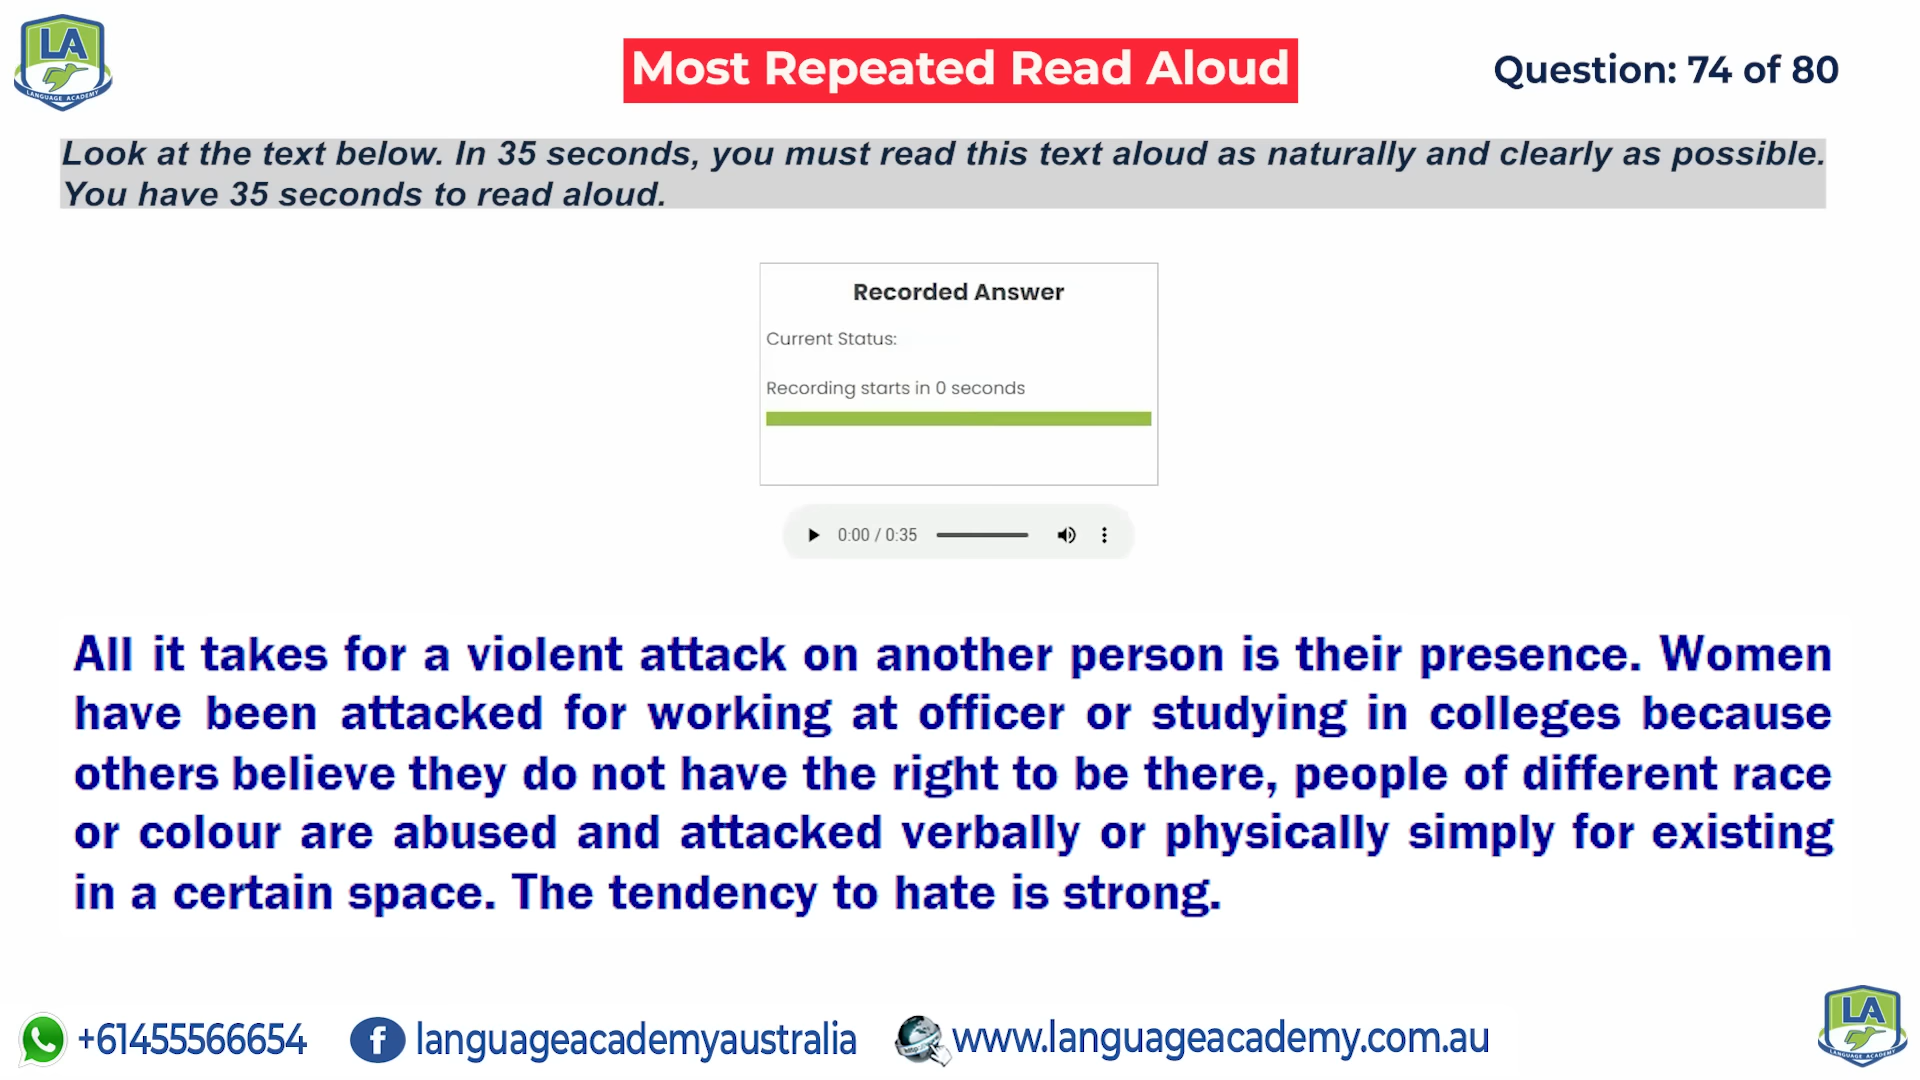 LA
LANGUAGE ACADEMY
Most Repeated Read Aloud
Question: 74 of 80
Look at the text below. In 35 seconds, you must read this text aloud as naturally and clearly as possible.
You have 35 seconds to read aloud.
Recorded Answer
Current Status:
Recording starts in 0 seconds
0:00 / 0:35
All it takes for a violent attack on another person is their presence. Women
have been attacked for working at officer or studying in colleges because
others believe they do not have the right to be there, people of different race
or colour are abused and attacked verbally or physically simply for existing
in a certain space. The tendency to hate is strong.
+61455566654
f
languageacademyaustralia
http
www.languageacademy.com.au
LA
LANGUAGE ACADEMY